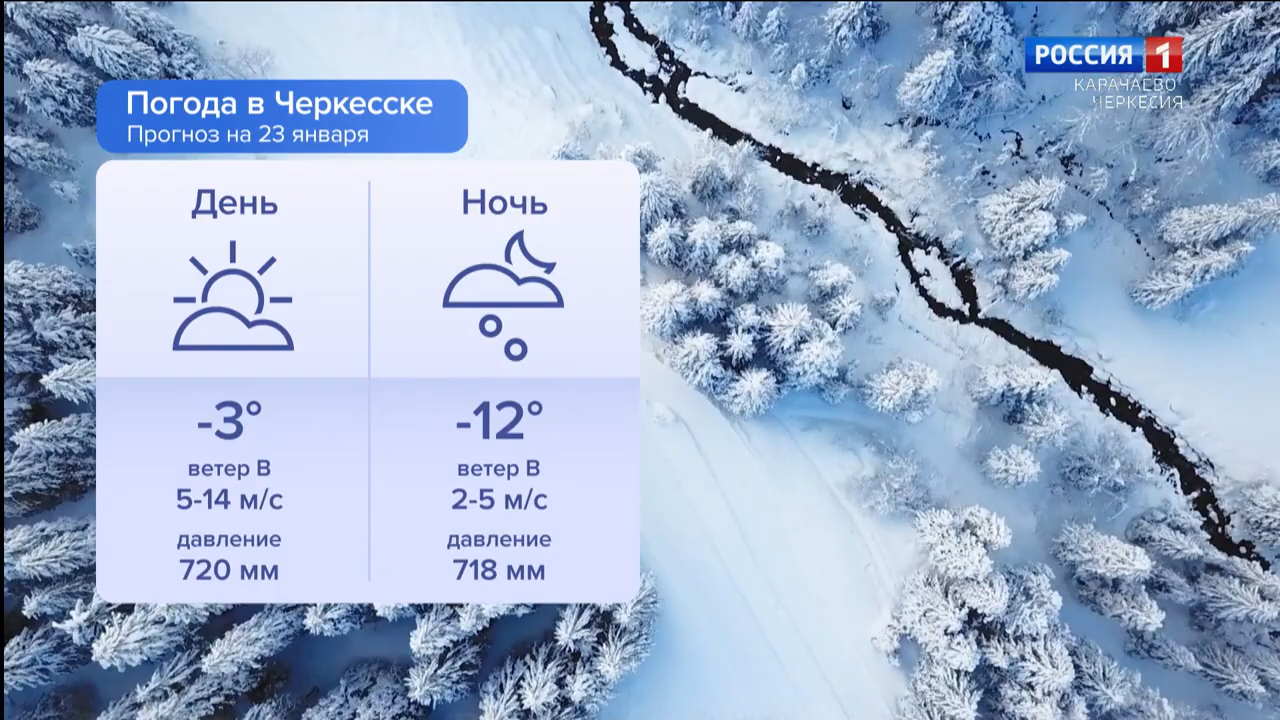 Погода в Черкесске
Прогноз на 23 января
РОССИЯ 1
КАРАЧАЕВО
ЧЕРКЕСИЯ
День
Ночь
-3°
-12°
ветер В
ветер В
5-14 м/с
2-5 м/с
давление
давление
720 мм
718 мм